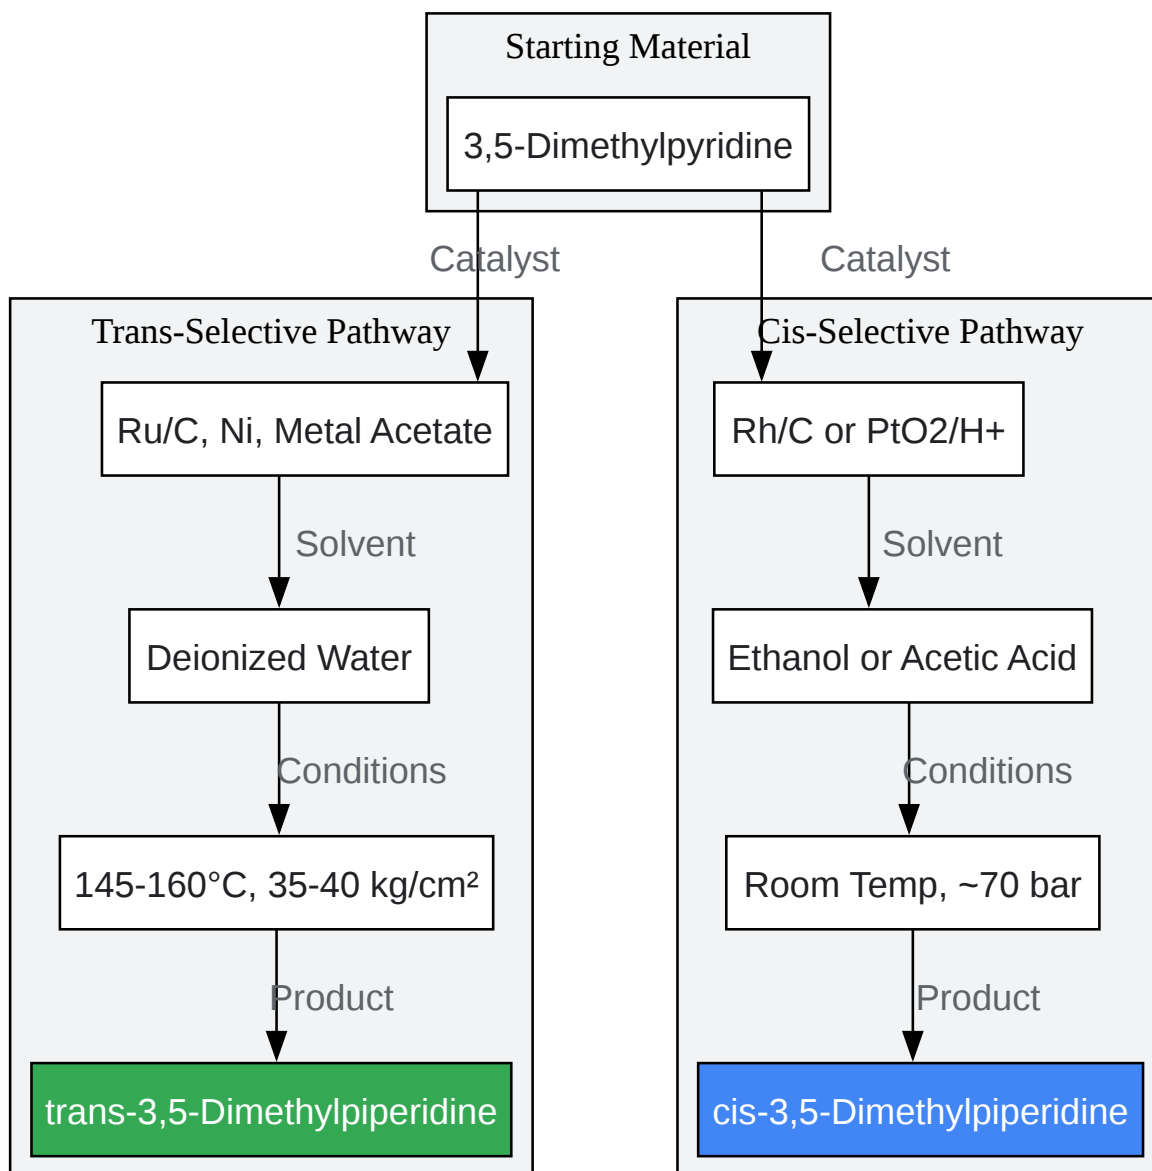 Starting Material
3,5-Dimethylpyridine
Catalyst
Catalyst
Trans-Selective Pathway
Ru/C, Ni, Metal Acetate
Solvent
Deionized Water
Conditions
145-160°C, 35-40 kg/cm²
Product
trans-3,5-Dimethylpiperidine
Cis-Selective Pathway
Rh/C or PtO2/H+
Solvent
Ethanol or Acetic Acid
Conditions
Room Temp, ~70 bar
Product
cis-3,5-Dimethylpiperidine